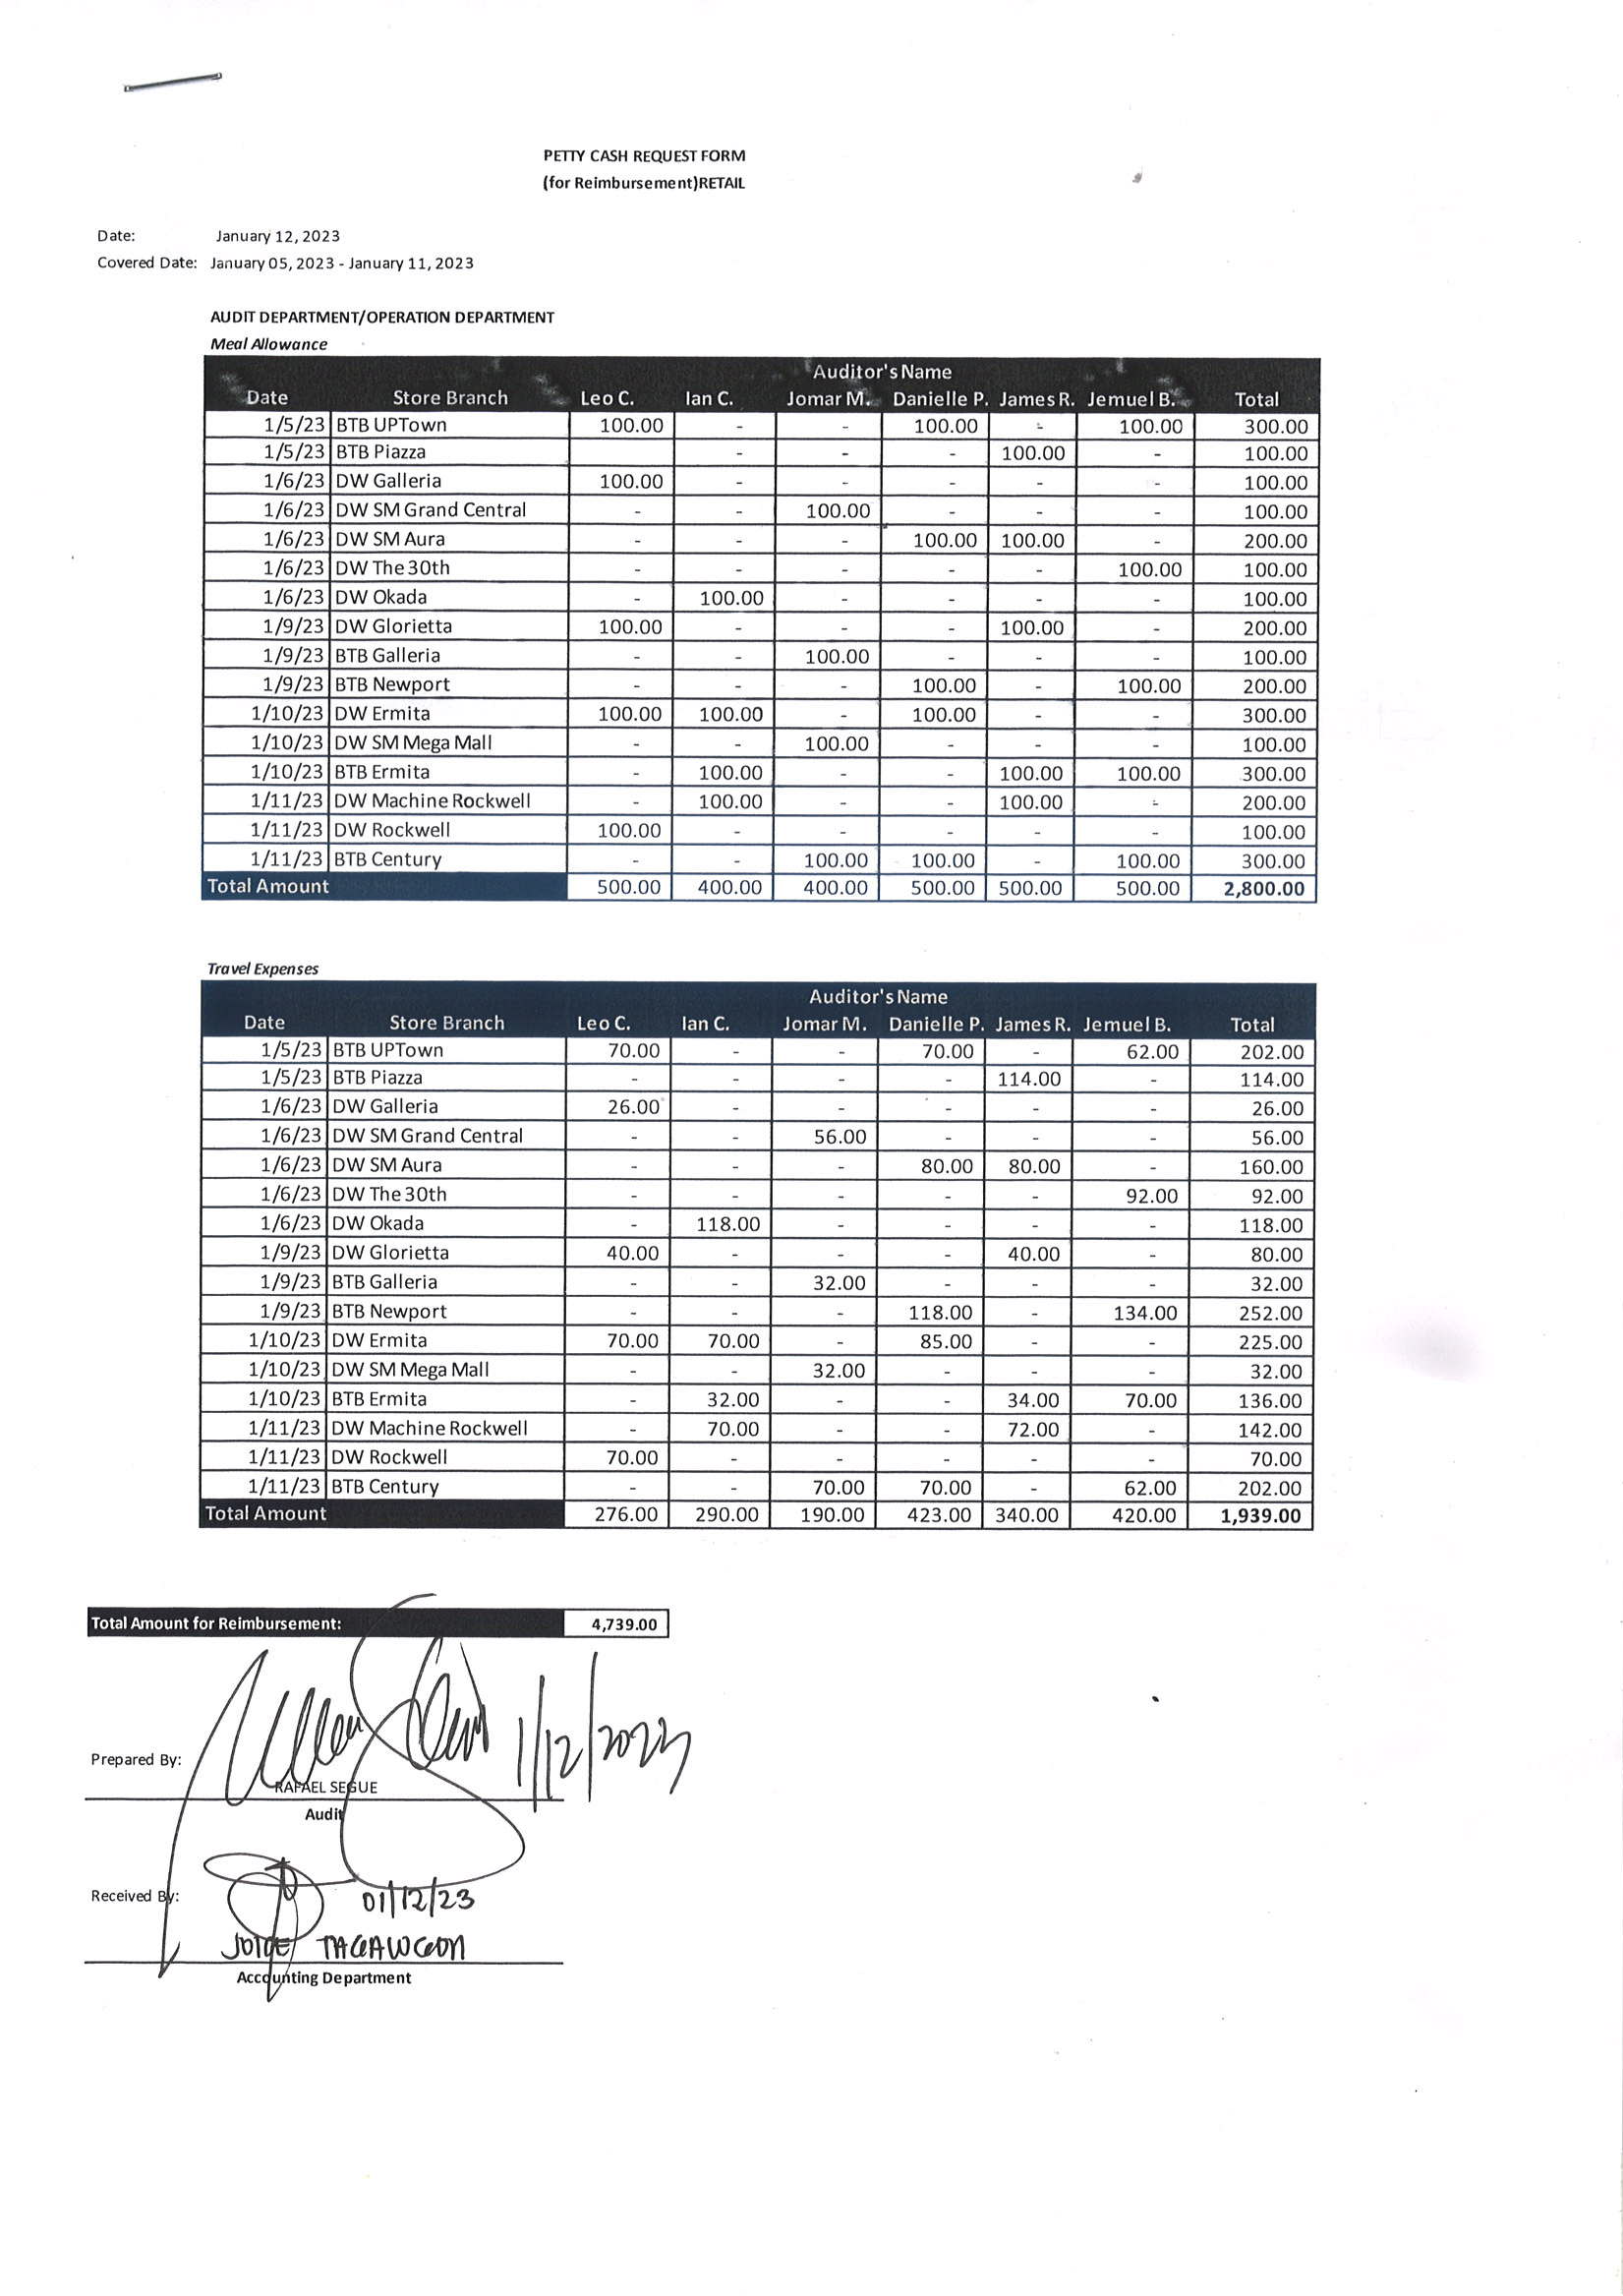 PETTY CASH REQUEST FORM
(for Reimbursement)RETAIL
Date: January 12, 2023
Covered Date: January 05, 2023 - January 11, 2023
AUDIT DEPARTMENT/OPERATION DEPARTMENT
Meal Allowance
Auditor's Name
Date Store Branch Leo C. Ian C. Jomar M. Danielle P. James R. Jemuel B. Total
1/5/23 BTB UPTown 100.00 - - 100.00 - 100.00 300.00
1/5/23 BTB Piazza - - - 100.00 - 100.00
1/6/23 DW Galleria 100.00 - - - - - 100.00
1/6/23 DW SM Grand Central - - 100.00 - - - 100.00
1/6/23 DW SM Aura - - - 100.00 100.00 - 200.00
1/6/23 DW The 30th - - - - - 100.00 100.00
1/6/23 DW Okada - 100.00 - - - - 100.00
1/9/23 DW Glorietta 100.00 - - - 100.00 - 200.00
1/9/23 BTB Galleria - - 100.00 - - - 100.00
1/9/23 BTB Newport - - - 100.00 - 100.00 200.00
1/10/23 DW Ermita 100.00 100.00 - 100.00 - - 300.00
1/10/23 DW SM Mega Mall - - 100.00 - - - 100.00
1/10/23 BTB Ermita - 100.00 - - 100.00 100.00 300.00
1/11/23 DW Machine Rockwell - 100.00 - - 100.00 - 200.00
1/11/23 DW Rockwell 100.00 - - - - - 100.00
1/11/23 BTB Century - - 100.00 100.00 - 100.00 300.00
Total Amount 500.00 400.00 400.00 500.00 500.00 500.00 2,800.00
Travel Expenses
Auditor's Name
Date Store Branch Leo C. Ian C. Jomar M. Danielle P. James R. Jemuel B. Total
1/5/23 BTB UPTown 70.00 - - 70.00 - 62.00 202.00
1/5/23 BTB Piazza - - - - 114.00 - 114.00
1/6/23 DW Galleria 26.00 - - - - - 26.00
1/6/23 DW SM Grand Central - - 56.00 - - - 56.00
1/6/23 DW SM Aura - - - 80.00 80.00 - 160.00
1/6/23 DW The 30th - - - - - 92.00 92.00
1/6/23 DW Okada - 118.00 - - - - 118.00
1/9/23 DW Glorietta 40.00 - - - 40.00 - 80.00
1/9/23 BTB Galleria - - 32.00 - - - 32.00
1/9/23 BTB Newport - - - 118.00 - 134.00 252.00
1/10/23 DW Ermita 70.00 70.00 - 85.00 - - 225.00
1/10/23 DW SM Mega Mall - - 32.00 - - - 32.00
1/10/23 BTB Ermita - 32.00 - - 34.00 70.00 136.00
1/11/23 DW Machine Rockwell - 70.00 - - 72.00 - 142.00
1/11/23 DW Rockwell 70.00 - - - - - 70.00
1/11/23 BTB Century - - 70.00 70.00 - 62.00 202.00
Total Amount 276.00 290.00 190.00 423.00 340.00 420.00 1,939.00
Total Amount for Reimbursement: 4,739.00
1/12/2023
Prepared By:
RAFAEL SEGUE
Audit
Received By: 01/12/23
Accounting Department